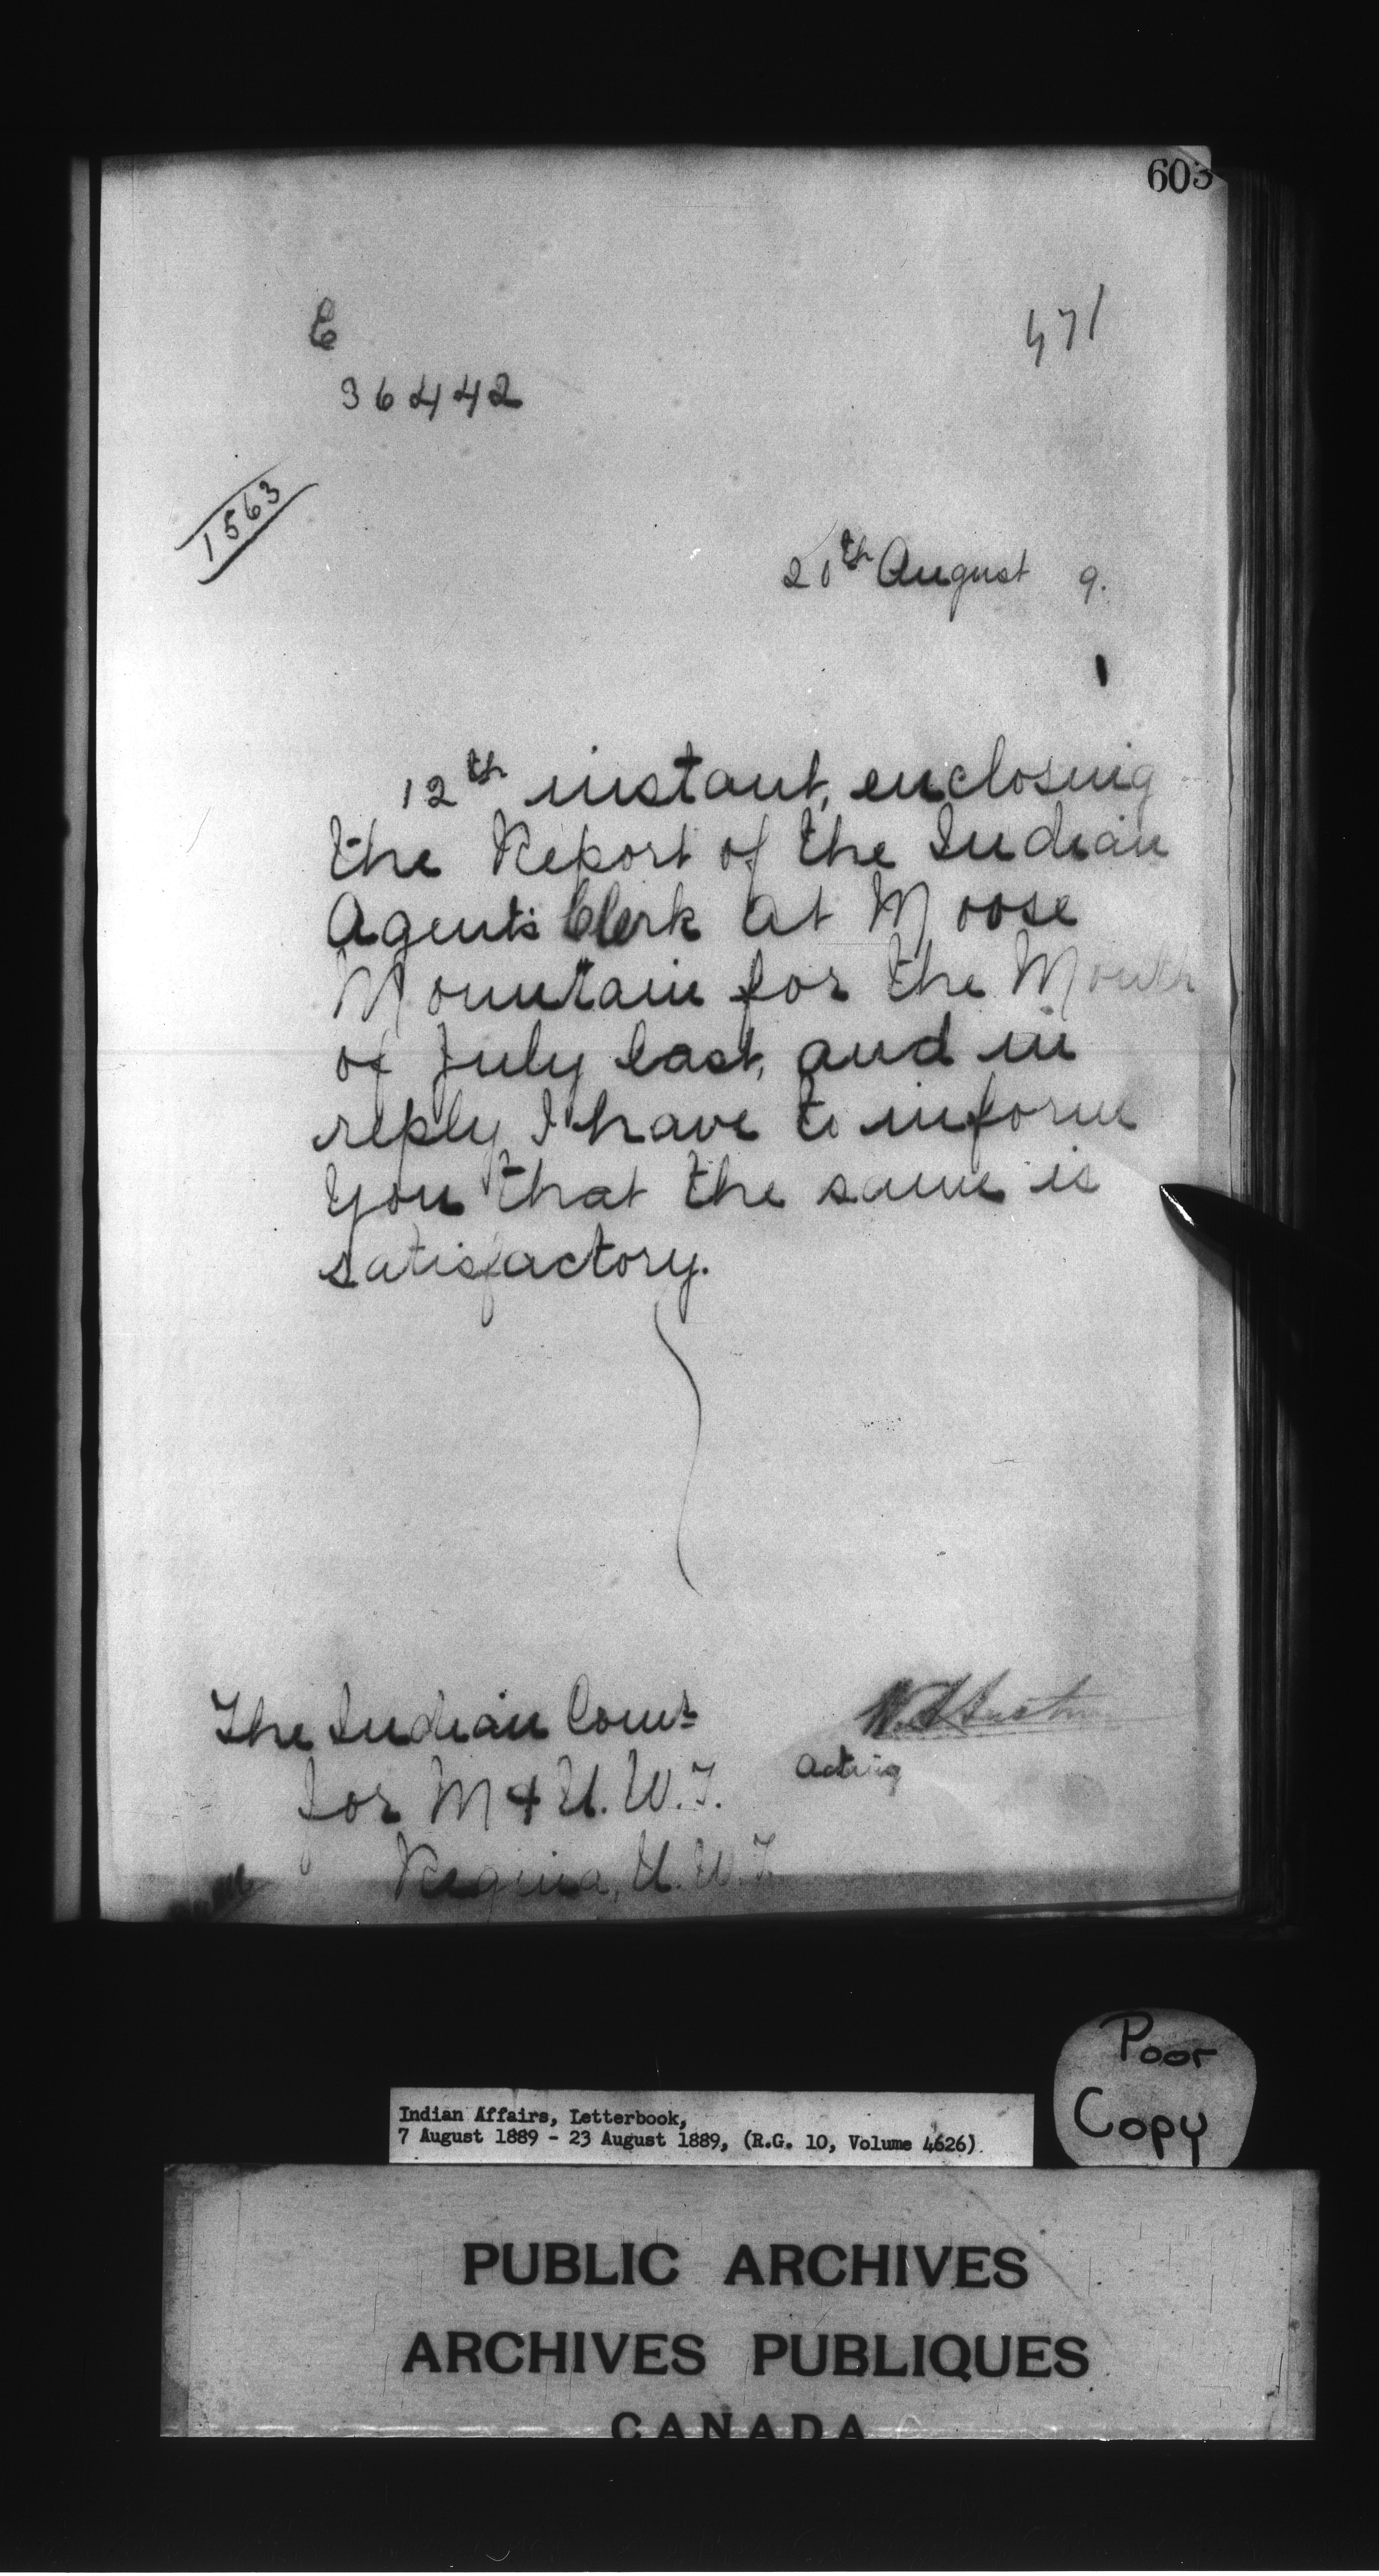 603
E
471
36442
1563
20th August 9.
12th instant, enclosing
the Report of the Indian
Agent's Clerk at Moose
Mountain for the Month
of July last, and in
reply I have to inform
you that the same is
satisfactory.
The Indian Comr
Acting
for M & N.W.T.
Regina, N.W.T.
Poor
Copy
Indian Affairs, Letterbook,
7 August 1889 - 23 August 1889, (R.G. 10, Volume 4626)
PUBLIC ARCHIVES
ARCHIVES PUBLIQUES
CANADA